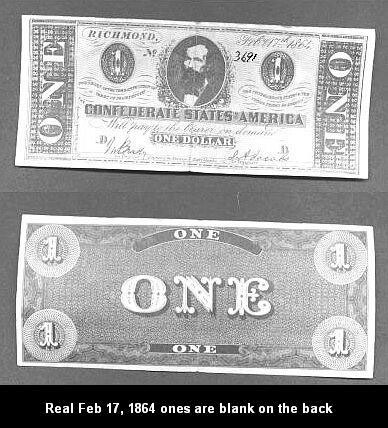 RICHMOND,
Feby 17th 1864
No 3691
1
1
ONE
ONE
CONFEDERATE STATES AMERICA
Will pay to the bearer on demand
D ONE DOLLAR D
1 ONE 1
ONE
1 ONE 1
Real Feb 17, 1864 ones are blank on the back